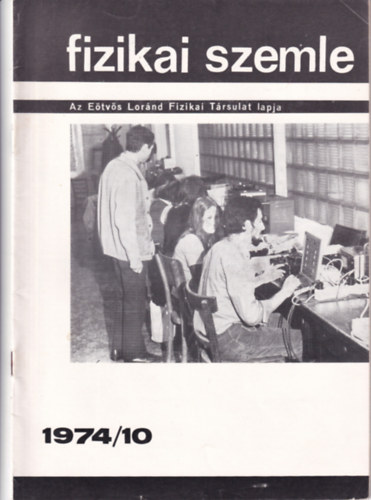 fizikai szemle
Az Eötvös Loránd Fizikai Társulat lapja
1974/10